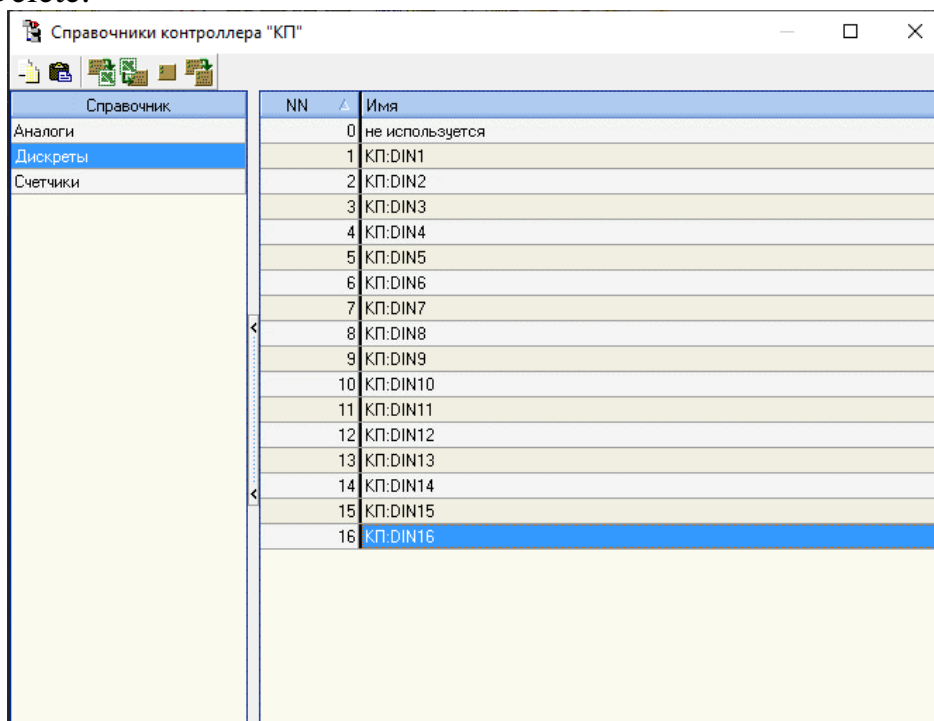 Справочники контроллера "КП"
Справочник
Аналоги
Дискреты
Счетчики
NN Имя
0 не используется
1 КП:DIN1
2 КП:DIN2
3 КП:DIN3
4 КП:DIN4
5 КП:DIN5
6 КП:DIN6
7 КП:DIN7
8 КП:DIN8
9 КП:DIN9
10 КП:DIN10
11 КП:DIN11
12 КП:DIN12
13 КП:DIN13
14 КП:DIN14
15 КП:DIN15
16 КП:DIN16